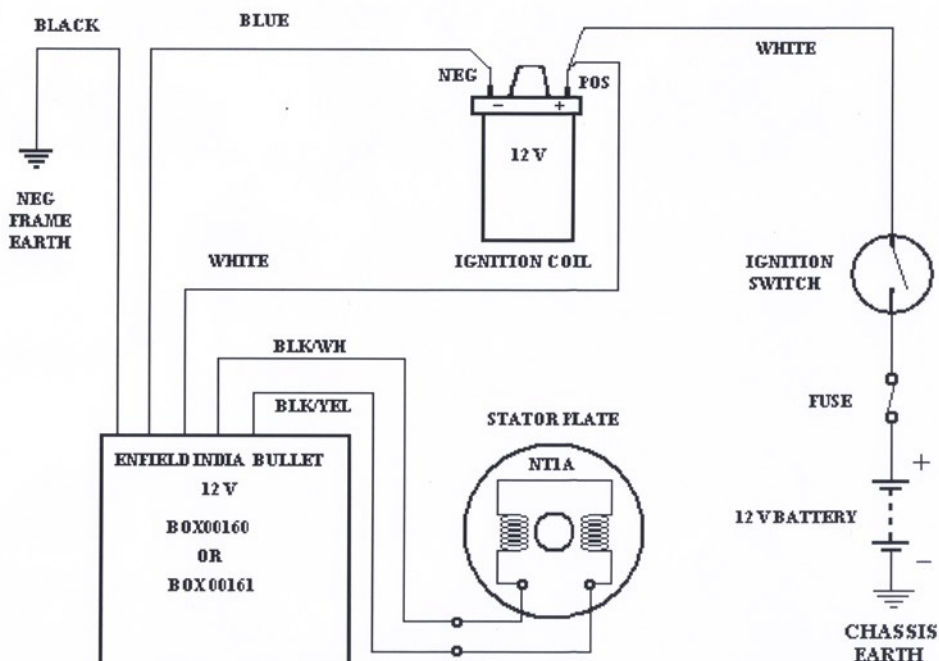 BLACK
BLUE
WHITE
NEG
POS
− +
12 V
NEG
FRAME
EARTH
WHITE
IGNITION COIL
IGNITION
SWITCH
BLK/WH
BLK/YEL
FUSE
STATOR PLATE
ENFIELD INDIA BULLET
12 V
NT1A
+
BOX00160
OR
BOX00161
12 V BATTERY
−
CHASSIS
EARTH